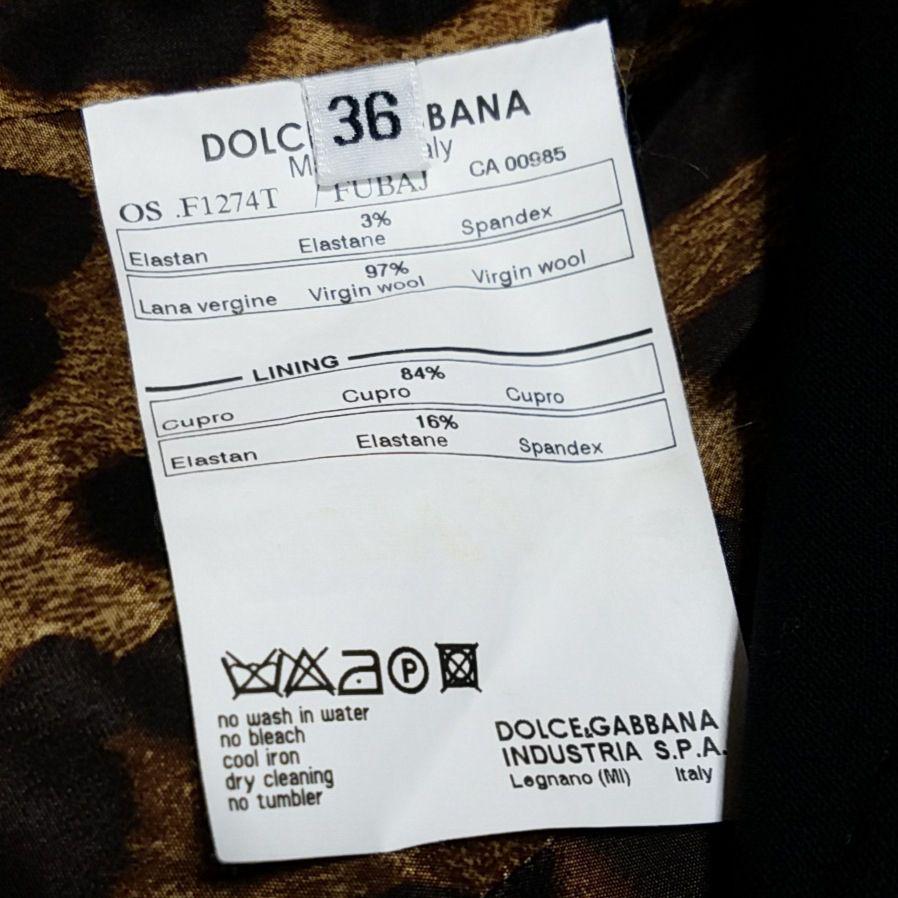 36
DOLC BBANA
M aly
OS .F1274T / FUBAJ CA 00985
3%
Elastan Elastane Spandex
97%
Lana vergine Virgin wool Virgin wool
LINING
84%
Cupro Cupro Cupro
16%
Elastan Elastane Spandex
P
no wash in water
no bleach
cool iron
dry cleaning
no tumbler
DOLCE&GABBANA
INDUSTRIA S.P.A.
Legnano (MI) Italy